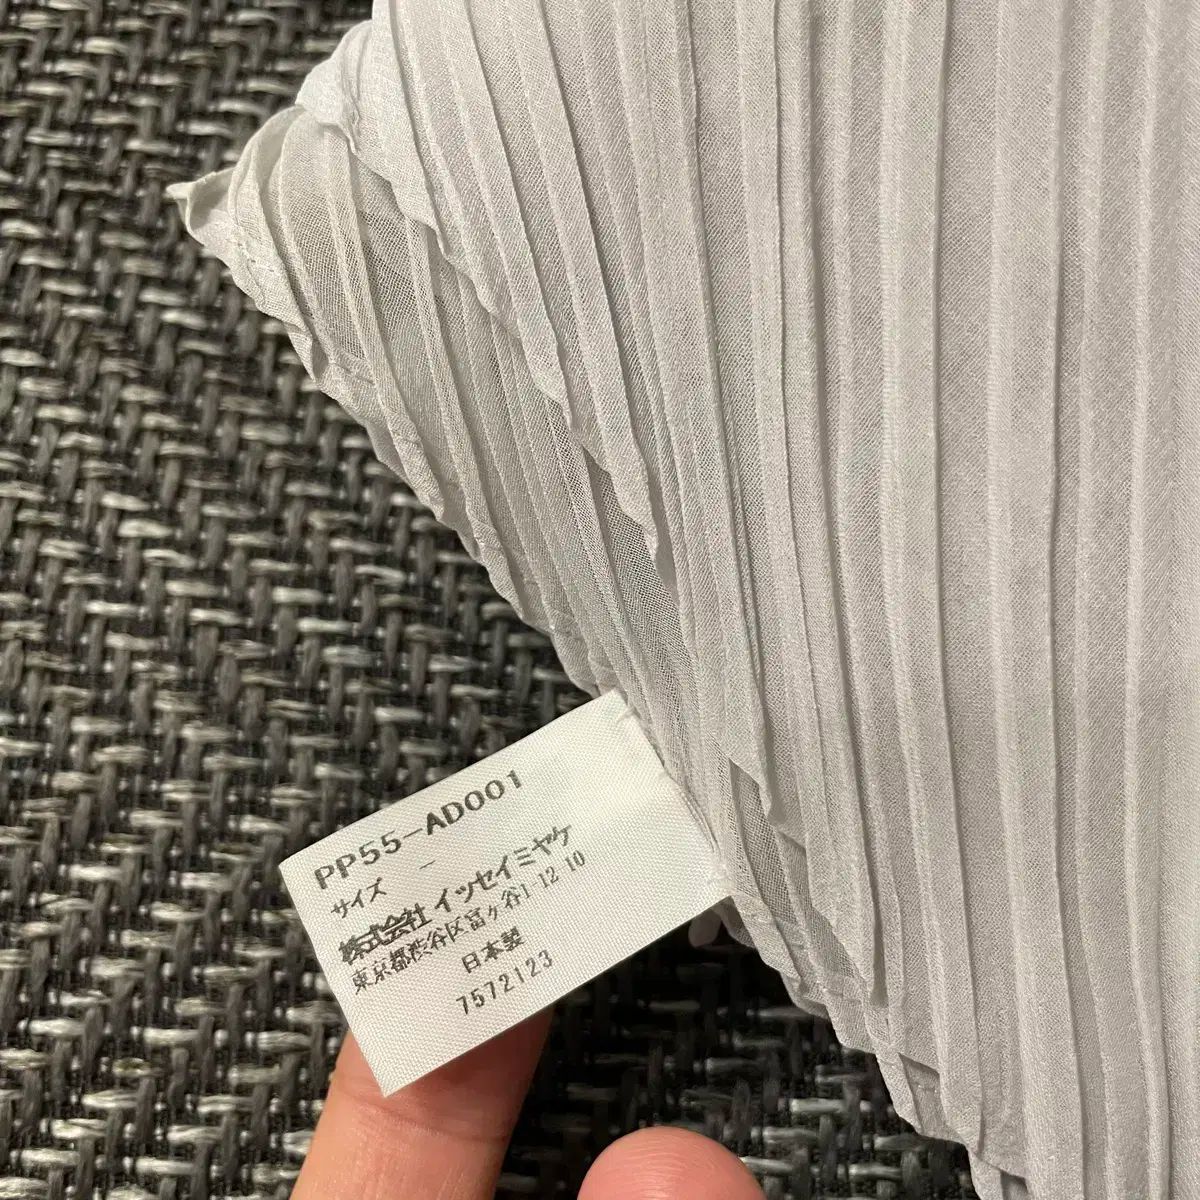 PP55-AD001
サイズ -
株式会社 イッセイミヤケ
東京都渋谷区富ヶ谷1-12-10
日本製
7572123